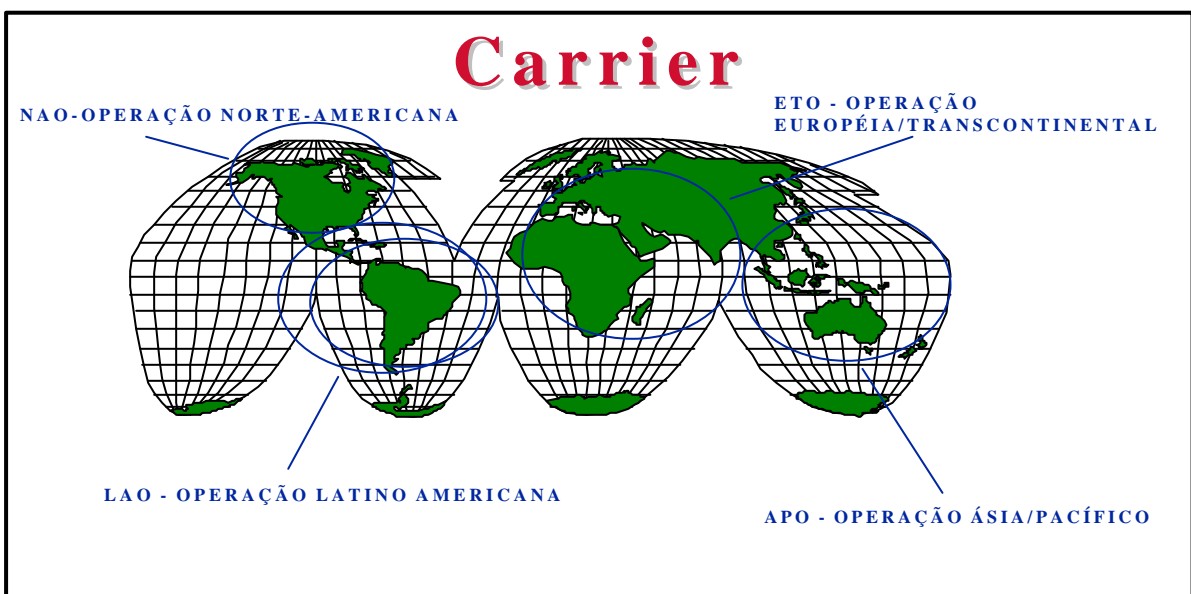 Carrier
NAO-OPERAÇÃO NORTE-AMERICANA
ETO - OPERAÇÃO
EUROPÉIA/TRANSCONTINENTAL
LAO - OPERAÇÃO LATINO AMERICANA
APO - OPERAÇÃO ÁSIA/PACÍFICO